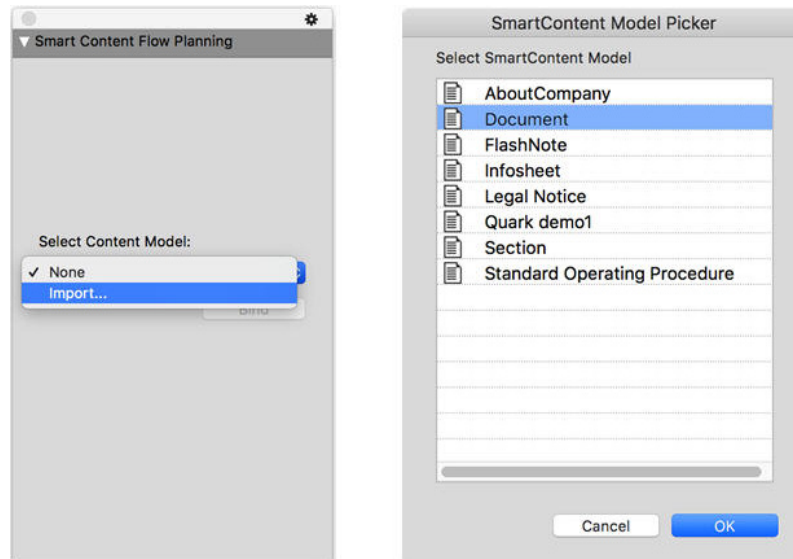 Smart Content Flow Planning
Select Content Model:
✓ None
Import...
Bind
SmartContent Model Picker
Select SmartContent Model
AboutCompany
Document
FlashNote
Infosheet
Legal Notice
Quark demo1
Section
Standard Operating Procedure
Cancel
OK